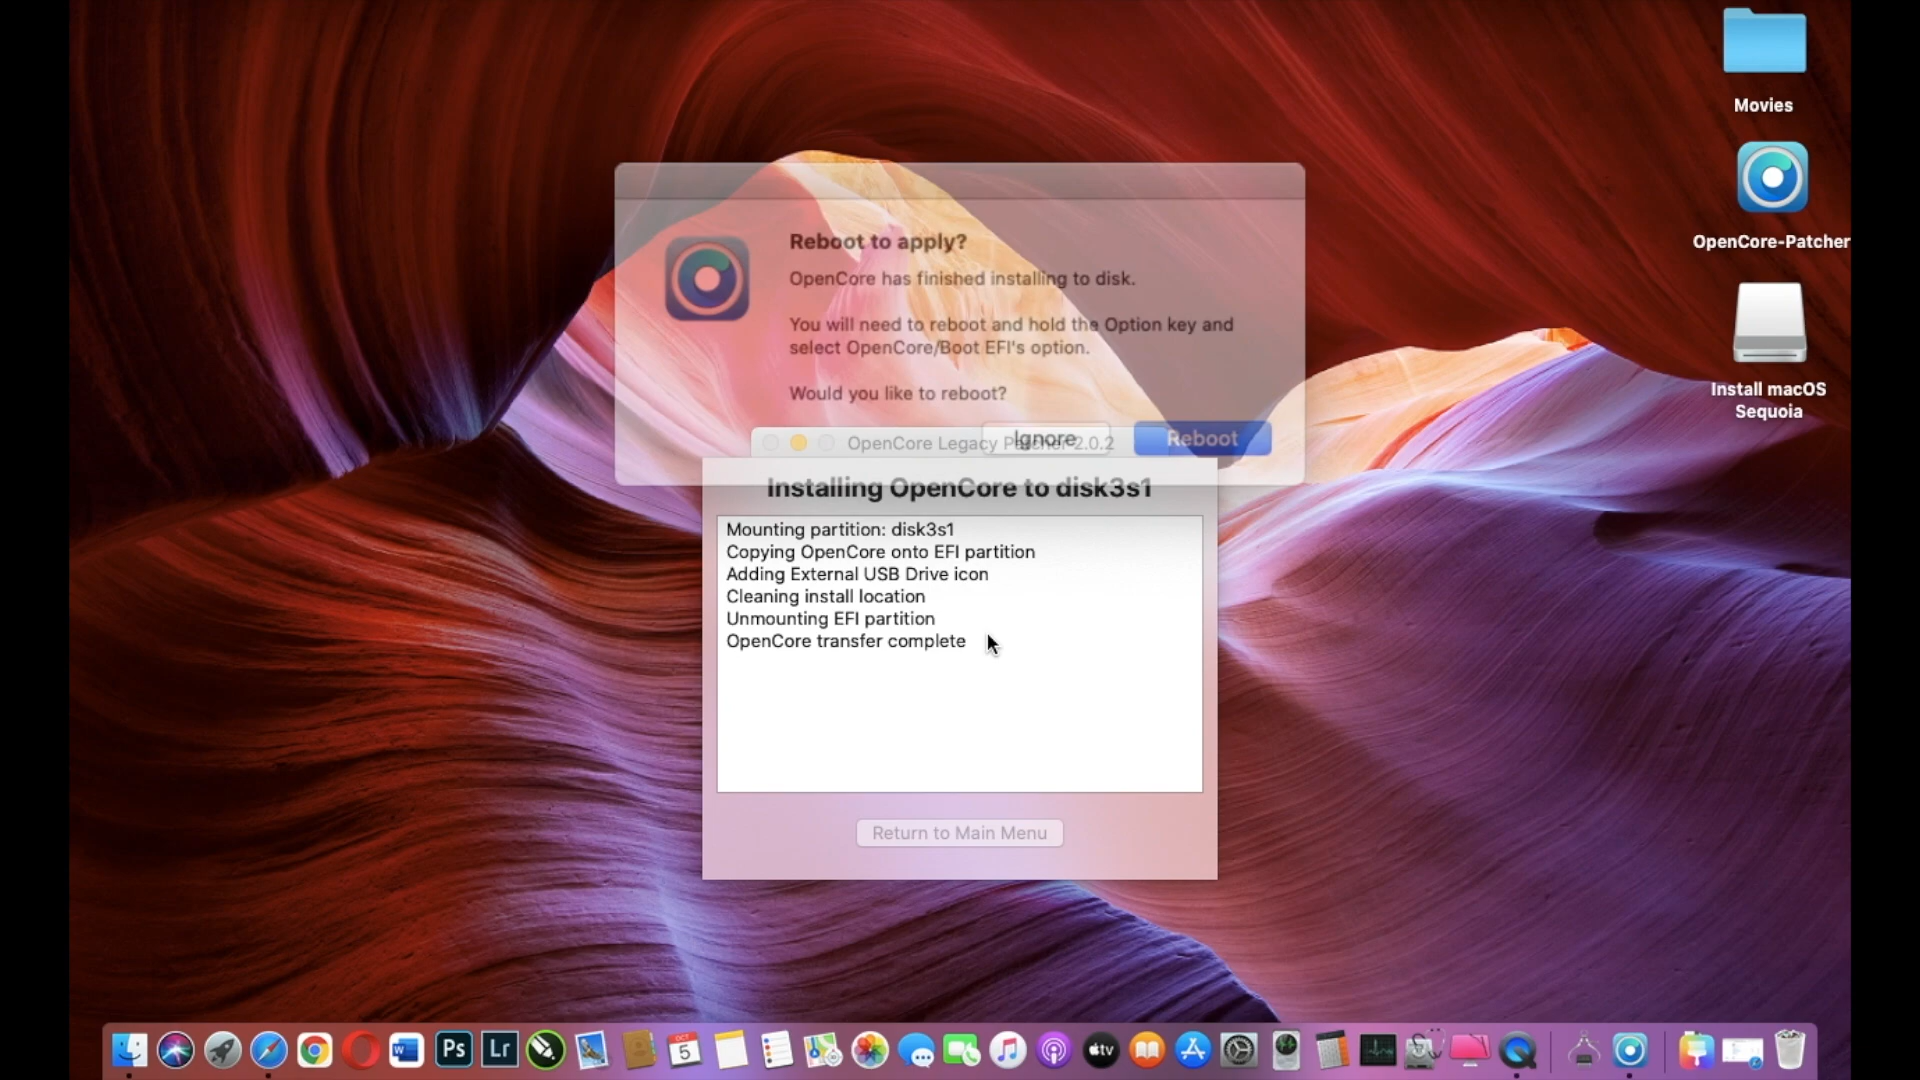 Movies
OpenCore-Patcher
Install macOS
Sequoia
Reboot to apply?
OpenCore has finished installing to disk.
You will need to reboot and hold the Option key and
select OpenCore/Boot EFI's option.
Would you like to reboot?
Ignore
Reboot
OpenCore Legacy Patcher 2.0.2
Installing OpenCore to disk3s1
Mounting partition: disk3s1
Copying OpenCore onto EFI partition
Adding External USB Drive icon
Cleaning install location
Unmounting EFI partition
OpenCore transfer complete
Return to Main Menu
W
Ps
Lr
OCT
5
tv